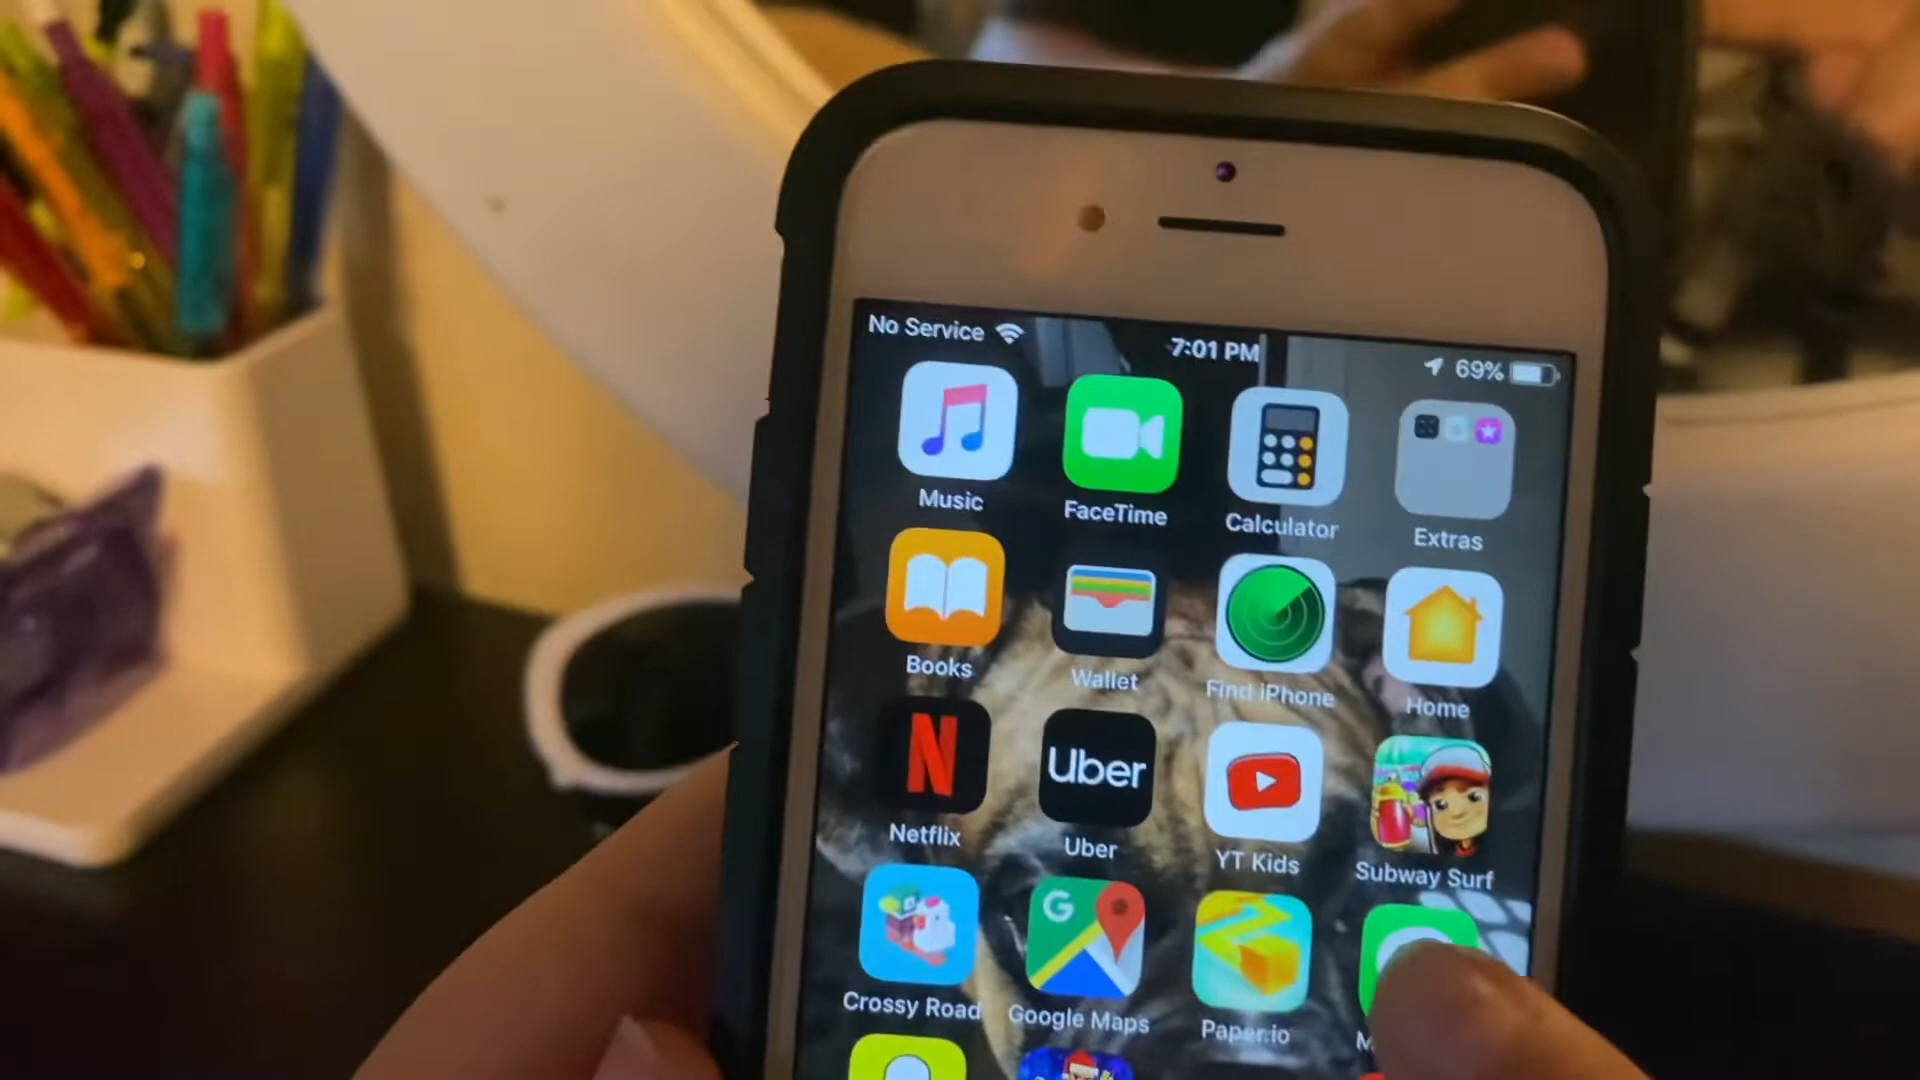 No Service 7:01 PM 69%
Music FaceTime Calculator Extras
Books Wallet Find iPhone Home
N Uber
Netflix Uber YT Kids Subway Surf
G
Crossy Road Google Maps Paper.io M